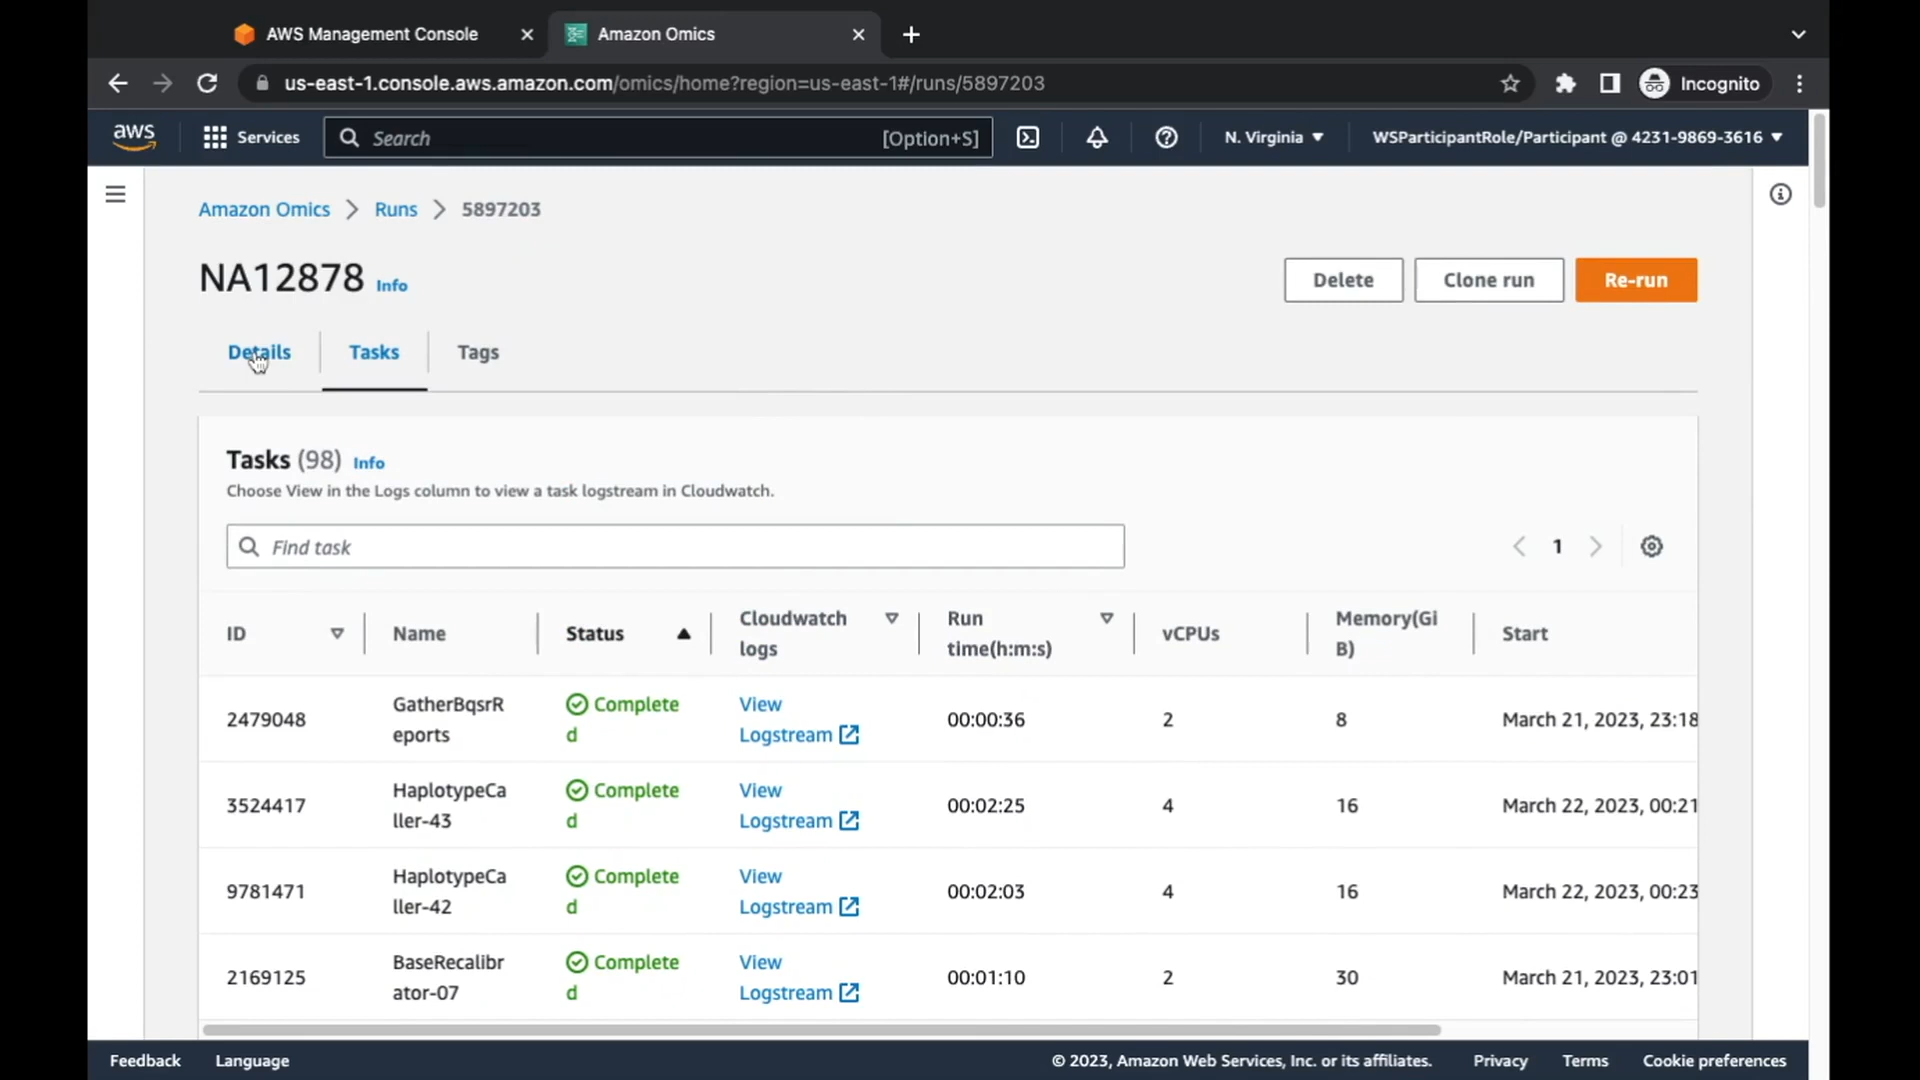 AWS Management Console
Amazon Omics
us-east-1.console.aws.amazon.com/omics/home?region=us-east-1#/runs/5897203
Incognito
aws
Services
Search
[Option+S]
N. Virginia
WSParticipantRole/Participant @ 4231-9869-3616
Amazon Omics
Runs
5897203
NA12878 Info
Delete
Clone run
Re-run
Details
Tasks
Tags
Tasks (98) Info
Choose View in the Logs column to view a task logstream in Cloudwatch.
Find task
1
ID
Name
Status
Cloudwatch
logs
Run
time(h:m:s)
vCPUs
Memory(Gi
B)
Start
2479048
GatherBqsrR
eports
Complete
d
View
Logstream
00:00:36
2
8
March 21, 2023, 23:18
3524417
HaplotypeCa
ller-43
Complete
d
View
Logstream
00:02:25
4
16
March 22, 2023, 00:21
9781471
HaplotypeCa
ller-42
Complete
d
View
Logstream
00:02:03
4
16
March 22, 2023, 00:23
2169125
BaseRecalibr
ator-07
Complete
d
View
Logstream
00:01:10
2
30
March 21, 2023, 23:01
Feedback
Language
© 2023, Amazon Web Services, Inc. or its affiliates.
Privacy
Terms
Cookie preferences